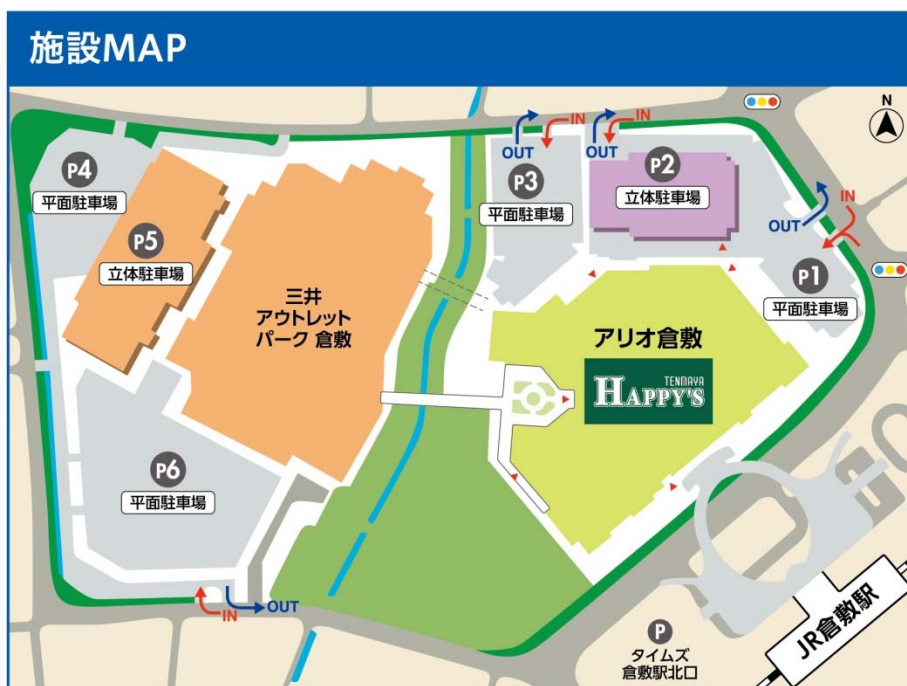 施設MAP
N
IN
OUT
IN
OUT
P4
平面駐車場
P3
平面駐車場
P2
立体駐車場
IN
OUT
P5
立体駐車場
P1
平面駐車場
三井
アウトレット
パーク 倉敷
アリオ倉敷
TENMAYA
HAPPY'S
P6
平面駐車場
IN
OUT
P
タイムズ
倉敷駅北口
JR倉敷駅